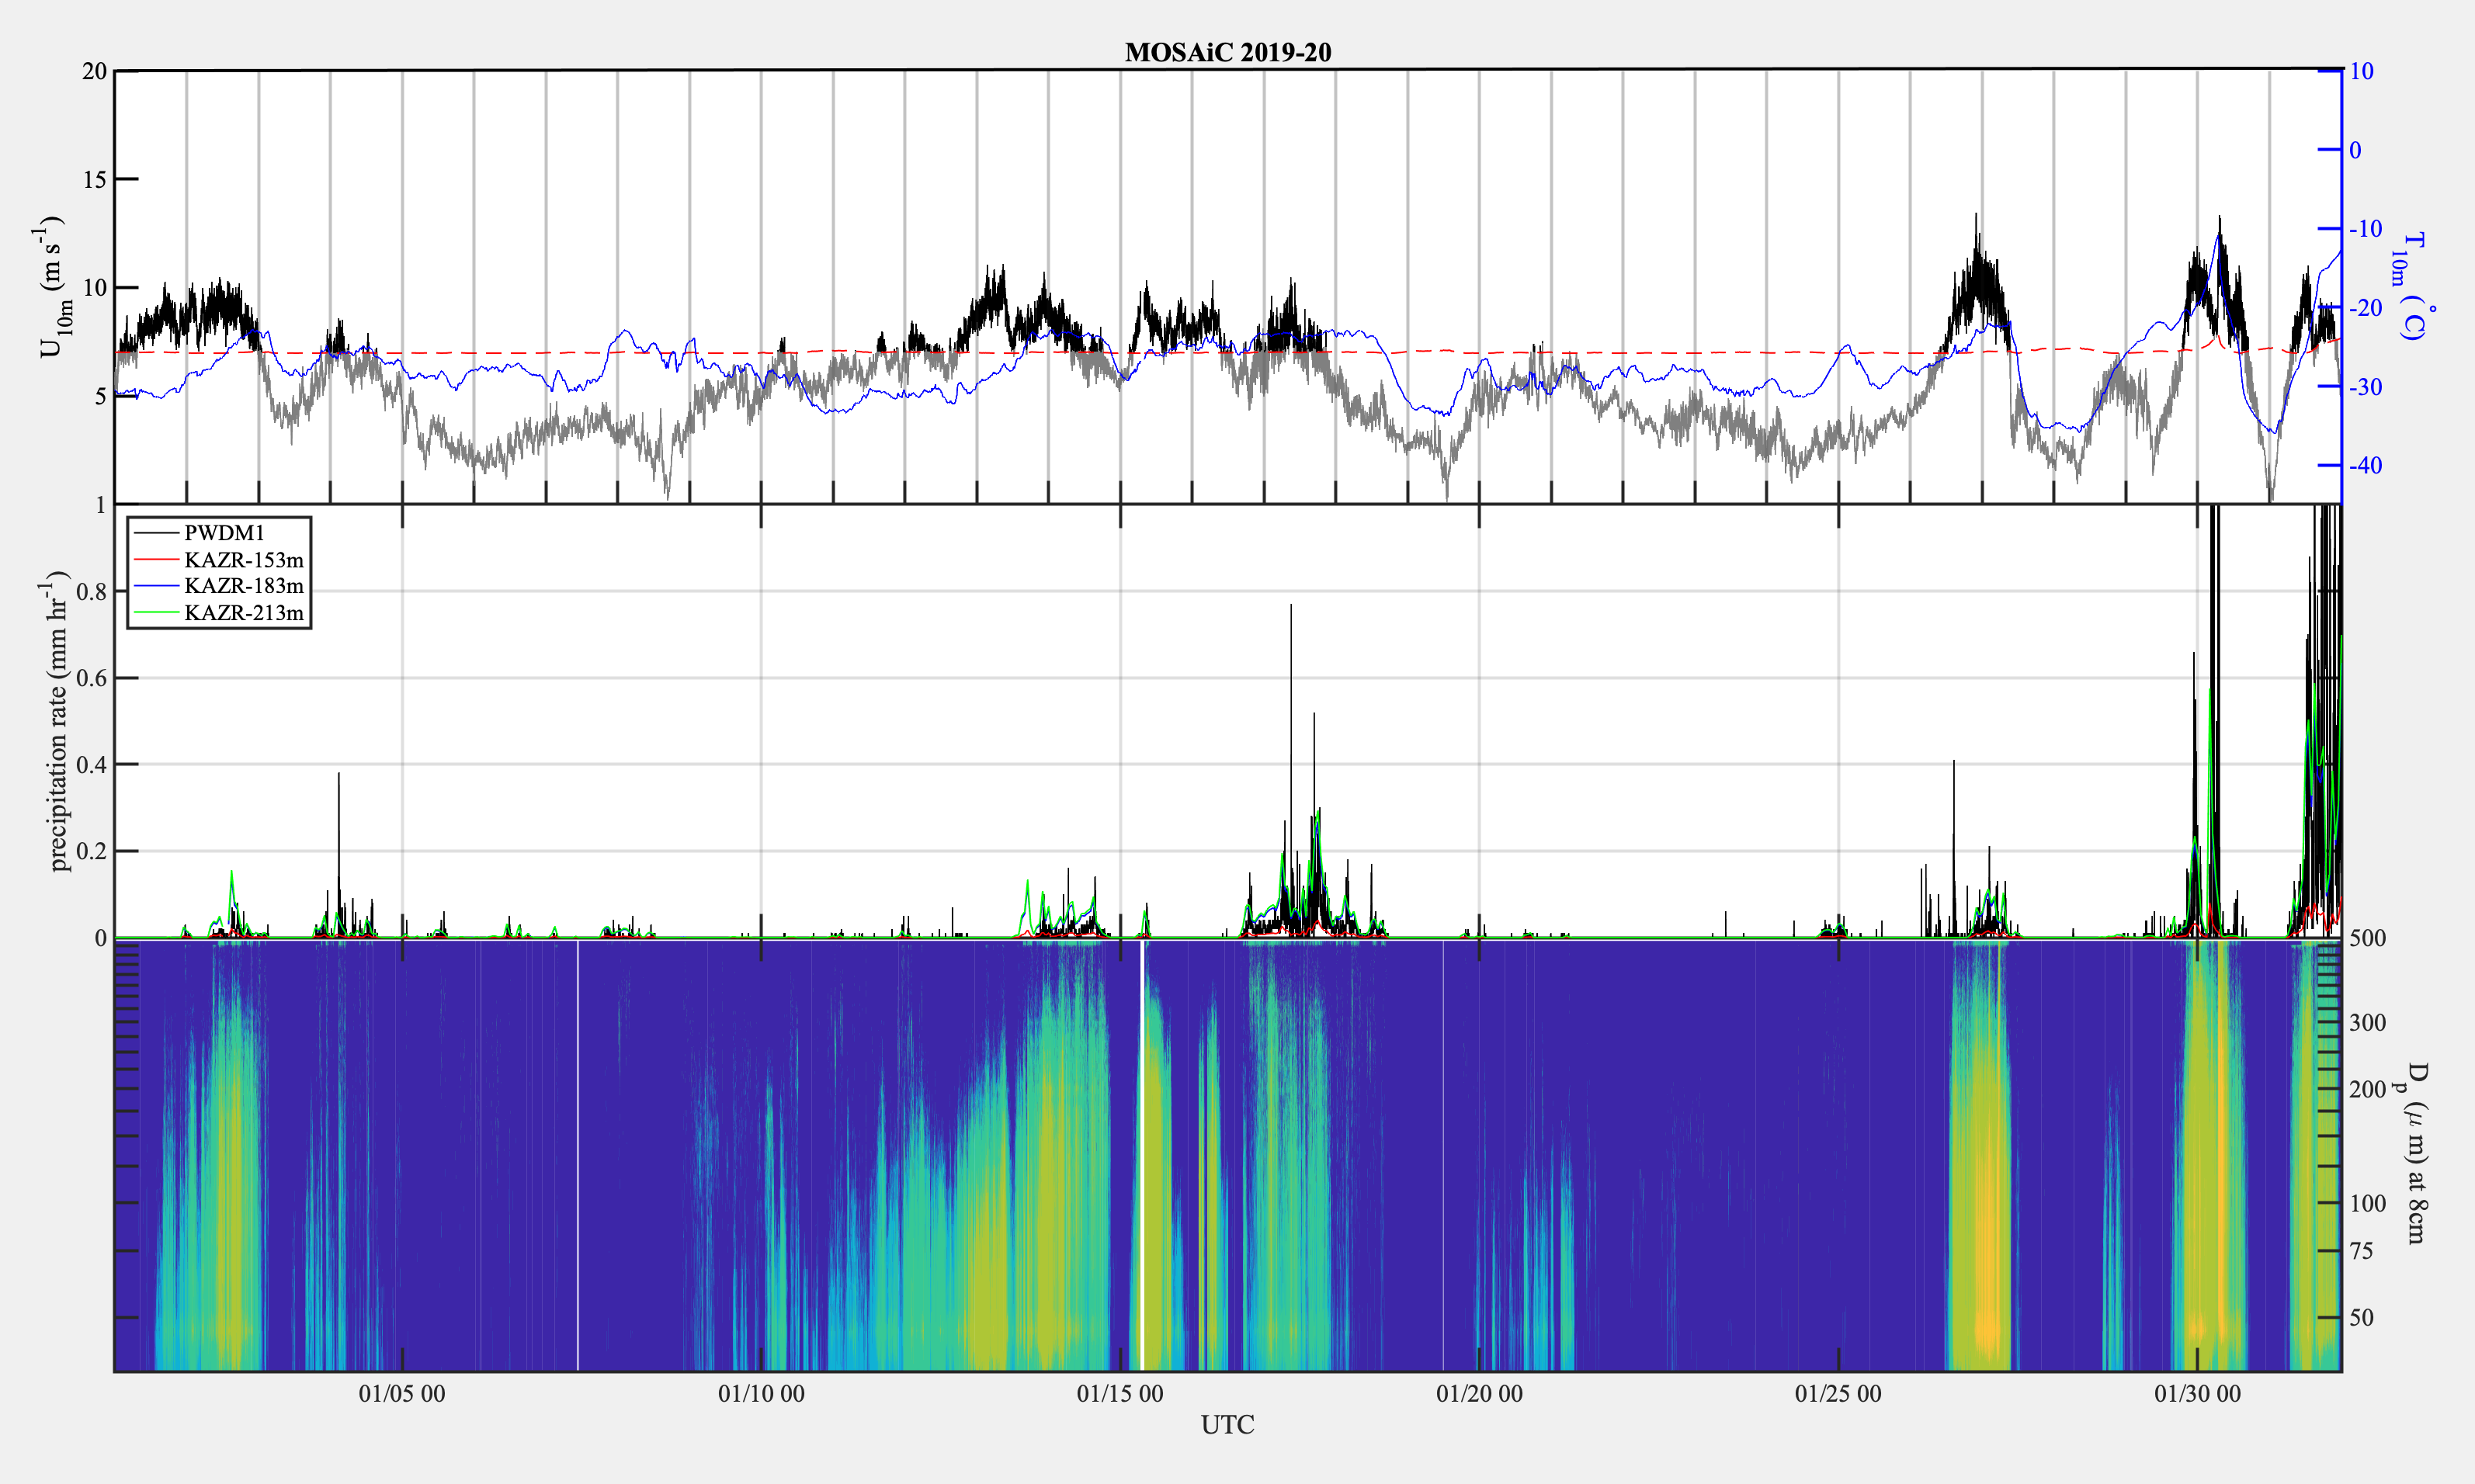 MOSAiC 2019-20
20
15
10
5
1
U10m (m s-1)
10
0
-10
-20
-30
-40
T10m (°C)
PWDM1
KAZR-153m
KAZR-183m
KAZR-213m
0.8
0.6
0.4
0.2
0
precipitation rate (mm hr-1)
500
300
200
100
75
50
Dp (μ m) at 8cm
01/05 00
01/10 00
01/15 00
01/20 00
01/25 00
01/30 00
UTC